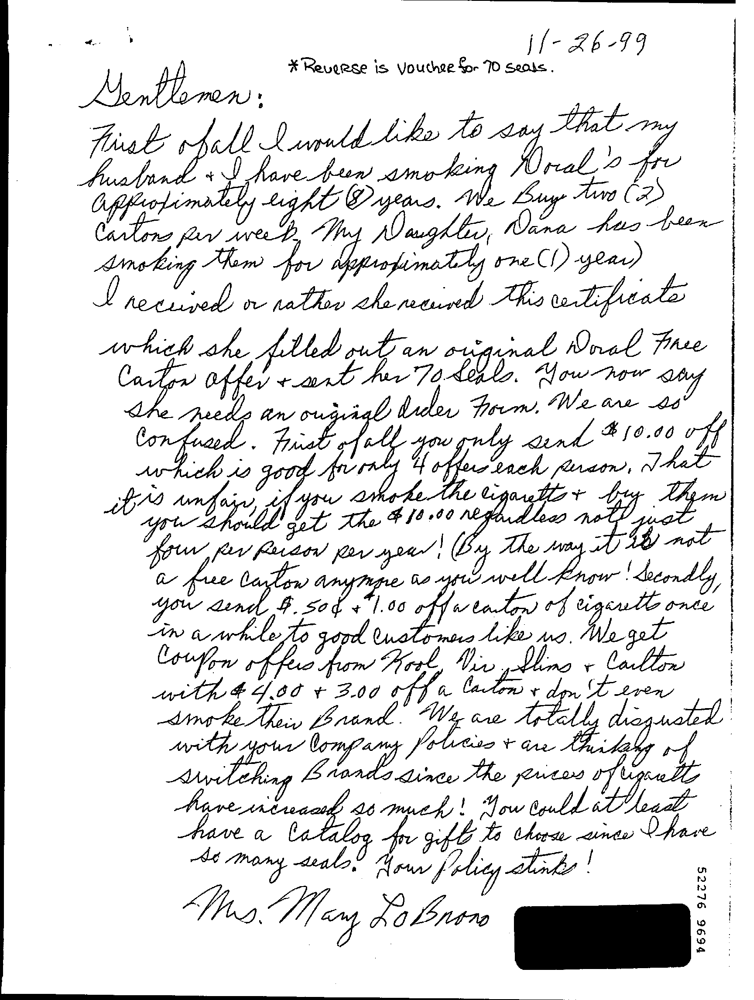 11-26-99
*Reverse is voucher for 70 seals.
Gentlemen:
First of all I would like to say that my
husband + I have been smoking Doral's for
approximately eight (8) years. We Buy two (2)
Cartons per week. My Daughter, Dana has been
smoking them for approximately one (1) year)
I received or rather she received this certificate
which she filled out an original Doral Free
Carton offer + sent her 70 Seals. You now say
she needs an original Order Form. We are so
confused. First of all you only send $10.00 off
which is good for only 4 offers each person. That
it is unfair, if you smoke the cigaretts + buy them
you should get the $10.00 regardless nott just
four per person per year! (By the way it is not
a free carton anymore as you well know! Secondly,
you send $.50¢ + $1.00 off a carton of cigaretts once
in a while to good customers like us. We get
Coupon offers from Kool, Vir. Slims + Carlton
with $4.00 + 3.00 off a Carton + don't even
smoke their Brand. We are totally disgusted
with your Company Policies + are thinking of
switching Brands since the prices of cigaretts
have increased so much! You could at least
have a Catalog for gifts to choose since I have
so many seals. Your Policy stinks!
Mrs. Mary LoBnono
52276 9694